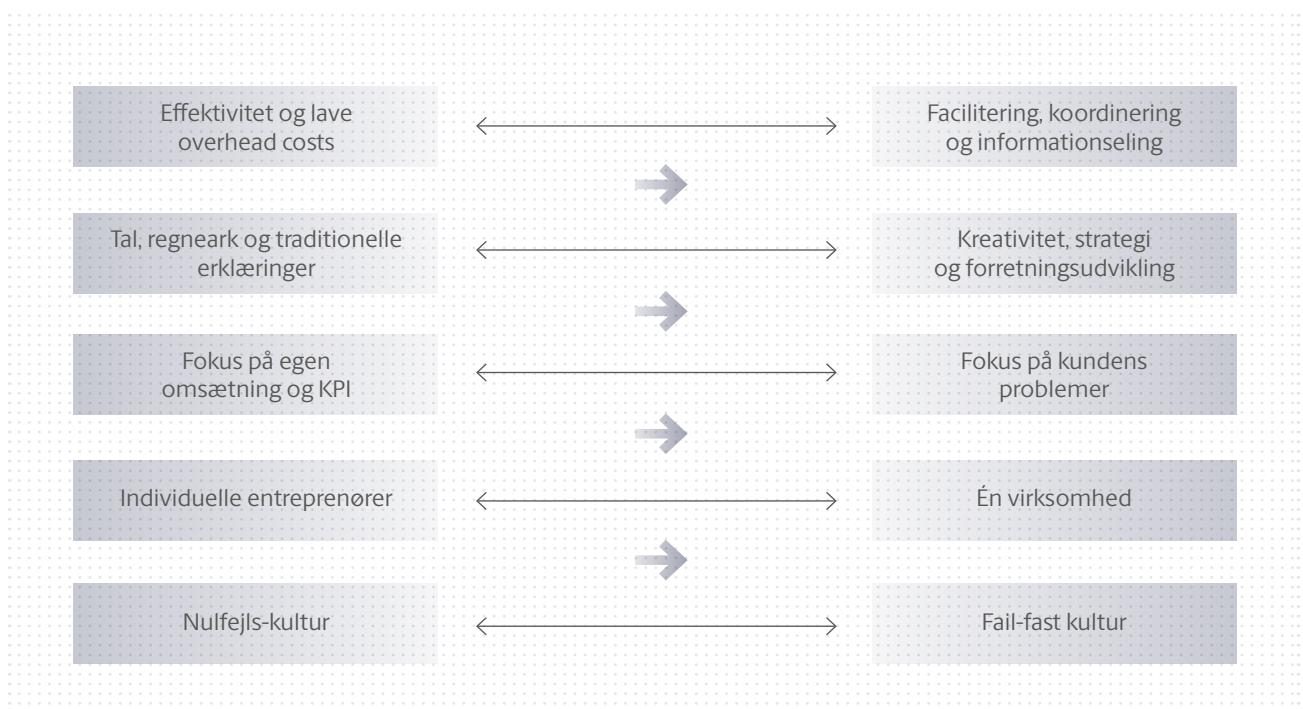 Effektivitet og lave
overhead costs
Facilitering, koordinering
og informationseling
Tal, regneark og traditionelle
erklæringer
Kreativitet, strategi
og forretningsudvikling
Fokus på egen
omsætning og KPI
Fokus på kundens
problemer
Individuelle entreprenører
Én virksomhed
Nulfejls-kultur
Fail-fast kultur